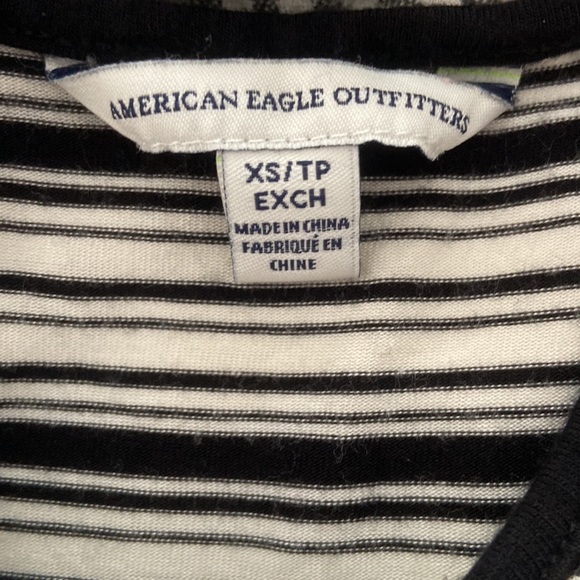 AMERICAN EAGLE OUTFITTERS
XS/TP
EXCH
MADE IN CHINA
FABRIQUÉ EN
CHINE